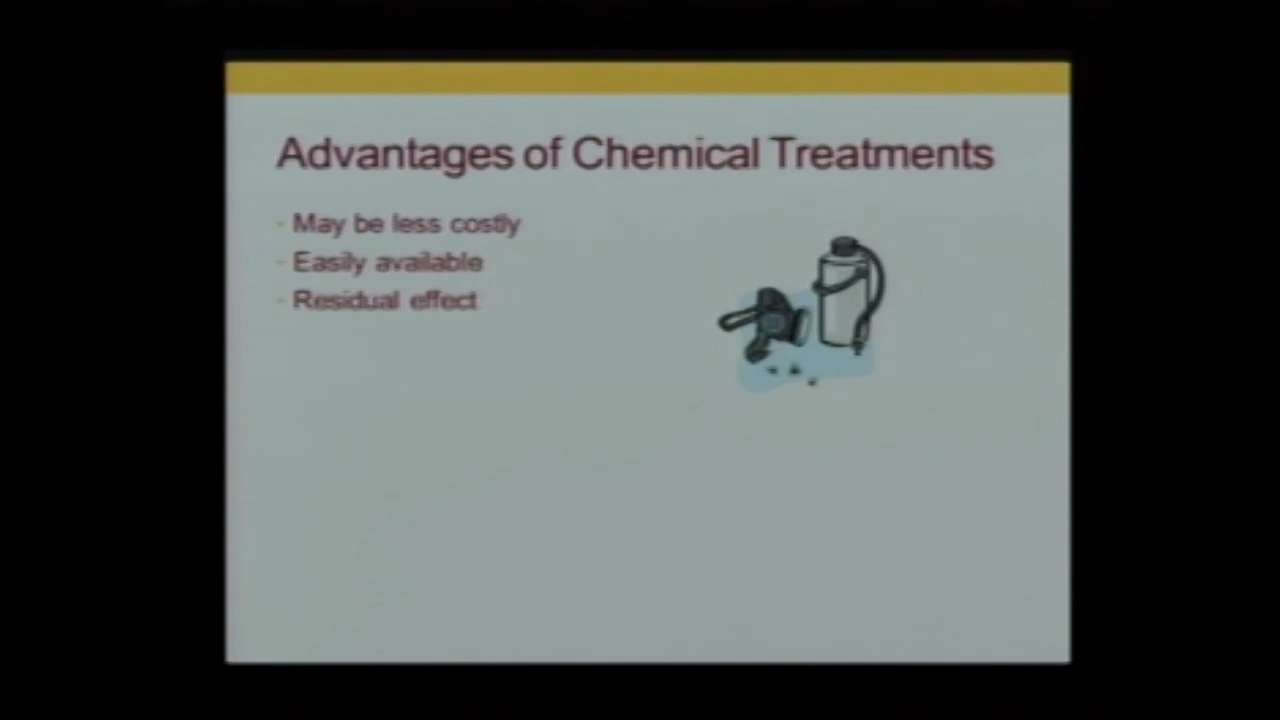 Advantages of Chemical Treatments
- May be less costly
- Easily available
- Residual effect